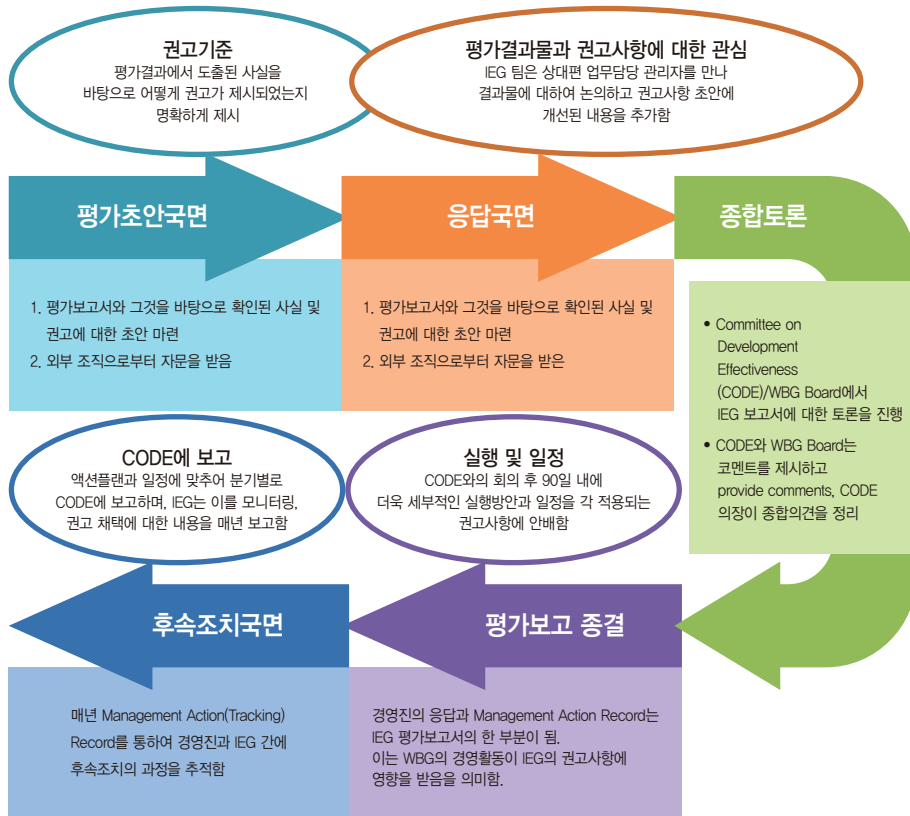 권고기준
평가결과에서 도출된 사실을
바탕으로 어떻게 권고가 제시되었는지
명확하게 제시
평가결과물과 권고사항에 대한 관심
IEG 팀은 상대편 업무담당 관리자를 만나
결과물에 대하여 논의하고 권고사항 초안에
개선된 내용을 추가함
평가초안국면
응답국면
종합토론
1. 평가보고서와 그것을 바탕으로 확인된 사실 및
권고에 대한 초안 마련
2. 외부 조직으로부터 자문을 받음
1. 평가보고서와 그것을 바탕으로 확인된 사실 및
권고에 대한 초안 마련
2. 외부 조직으로부터 자문을 받은
• Committee on
Development
Effectiveness
(CODE)/WBG Board에서
IEG 보고서에 대한 토론을 진행
• CODE와 WBG Board는
코멘트를 제시하고
provide comments, CODE
의장이 종합의견을 정리
CODE에 보고
액션플랜과 일정에 맞추어 분기별로
CODE에 보고하며, IEG는 이를 모니터링,
권고 채택에 대한 내용을 매년 보고함
실행 및 일정
CODE와의 회의 후 90일 내에
더욱 세부적인 실행방안과 일정을 각 적용되는
권고사항에 안배함
후속조치국면
평가보고 종결
매년 Management Action(Tracking)
Record를 통하여 경영진과 IEG 간에
후속조치의 과정을 추적함
경영진의 응답과 Management Action Record는
IEG 평가보고서의 한 부분이 됨.
이는 WBG의 경영활동이 IEG의 권고사항에
영향을 받음을 의미함.